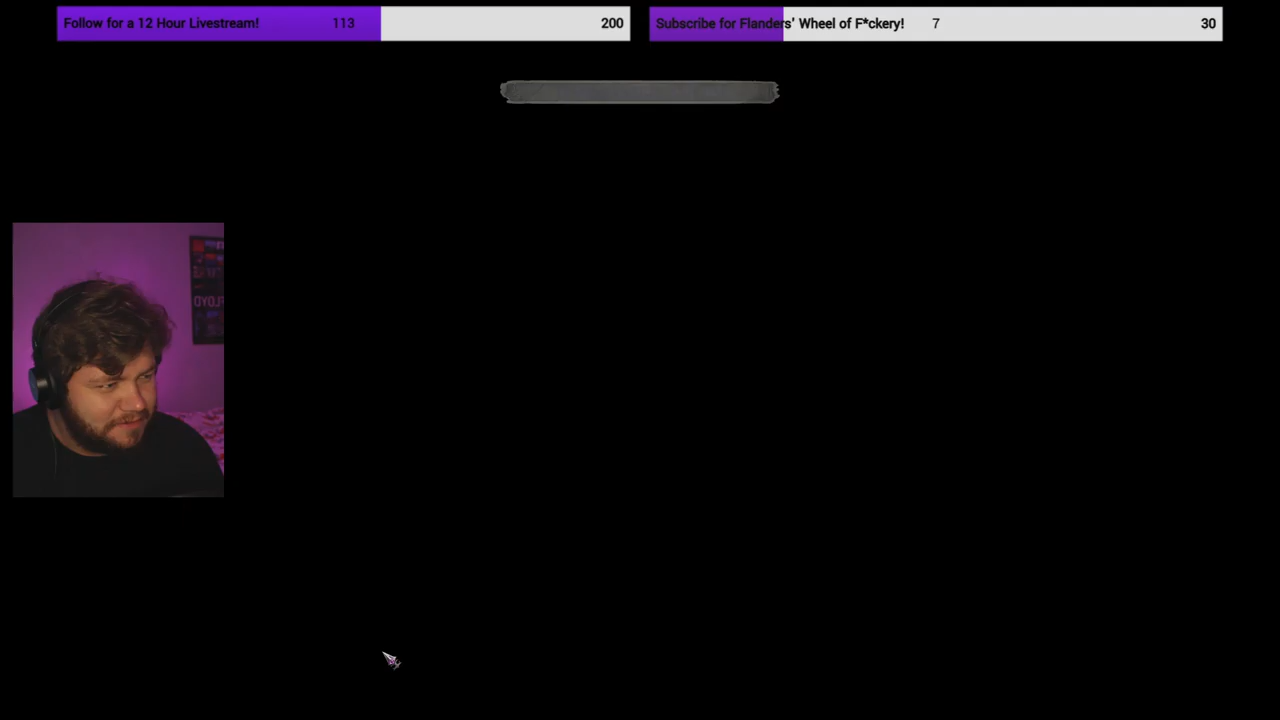 Follow for a 12 Hour Livestream! 113 200
Subscribe for Flanders' Wheel of F*ckery! 7 30